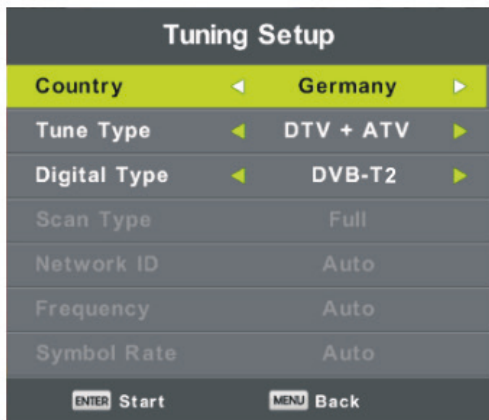 Tuning Setup
Country Germany
Tune Type DTV + ATV
Digital Type DVB-T2
Scan Type Full
Network ID Auto
Frequency Auto
Symbol Rate Auto
ENTER Start MENU Back